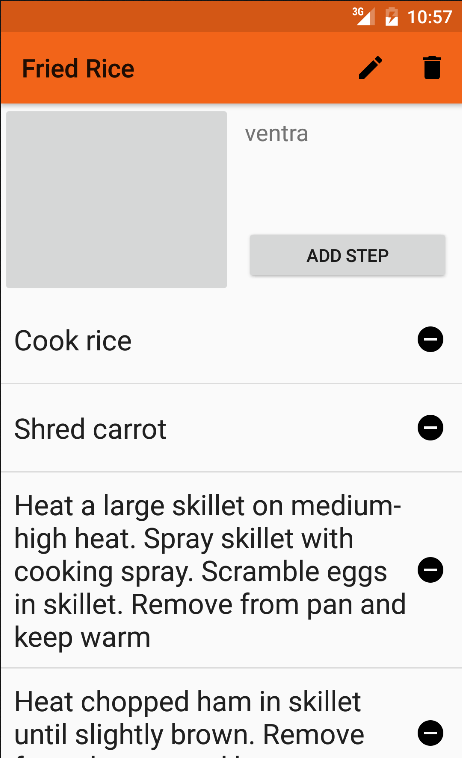 3G 10:57
Fried Rice
ventra
ADD STEP
Cook rice
Shred carrot
Heat a large skillet on medium-
high heat. Spray skillet with
cooking spray. Scramble eggs
in skillet. Remove from pan and
keep warm
Heat chopped ham in skillet
until slightly brown. Remove